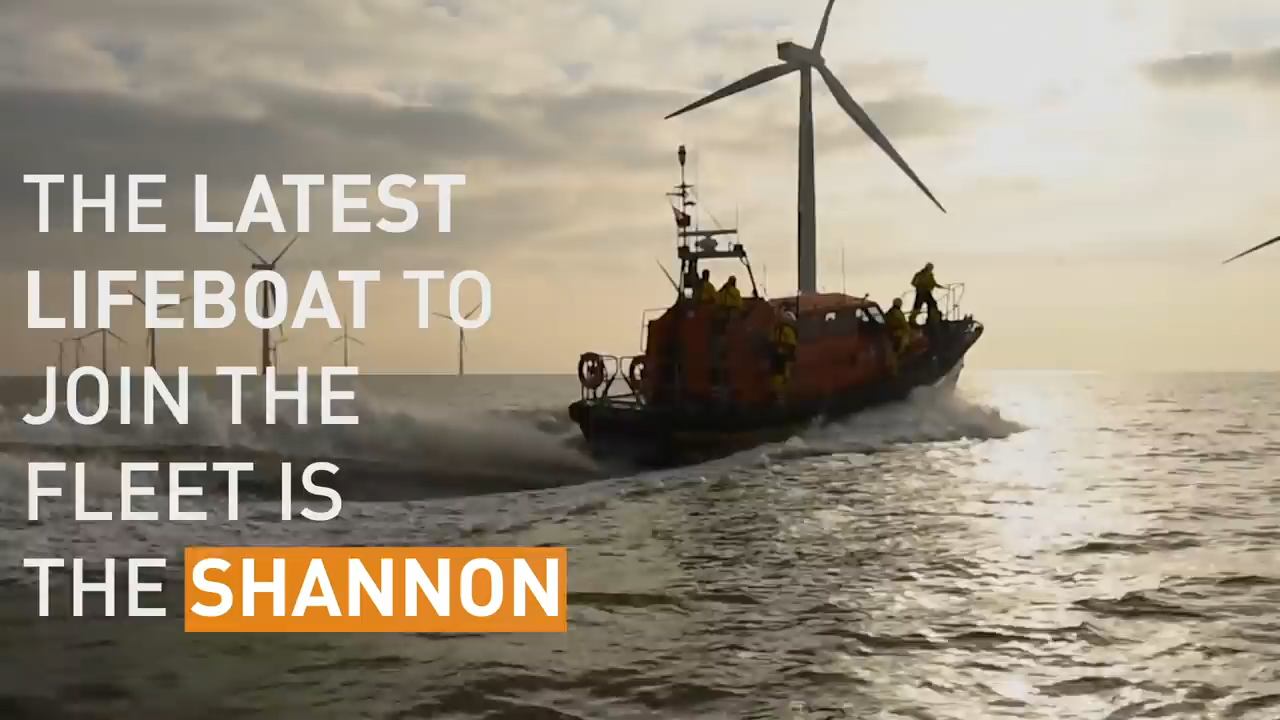 THE LATEST
LIFEBOAT TO
JOIN THE
FLEET IS
THE SHANNON